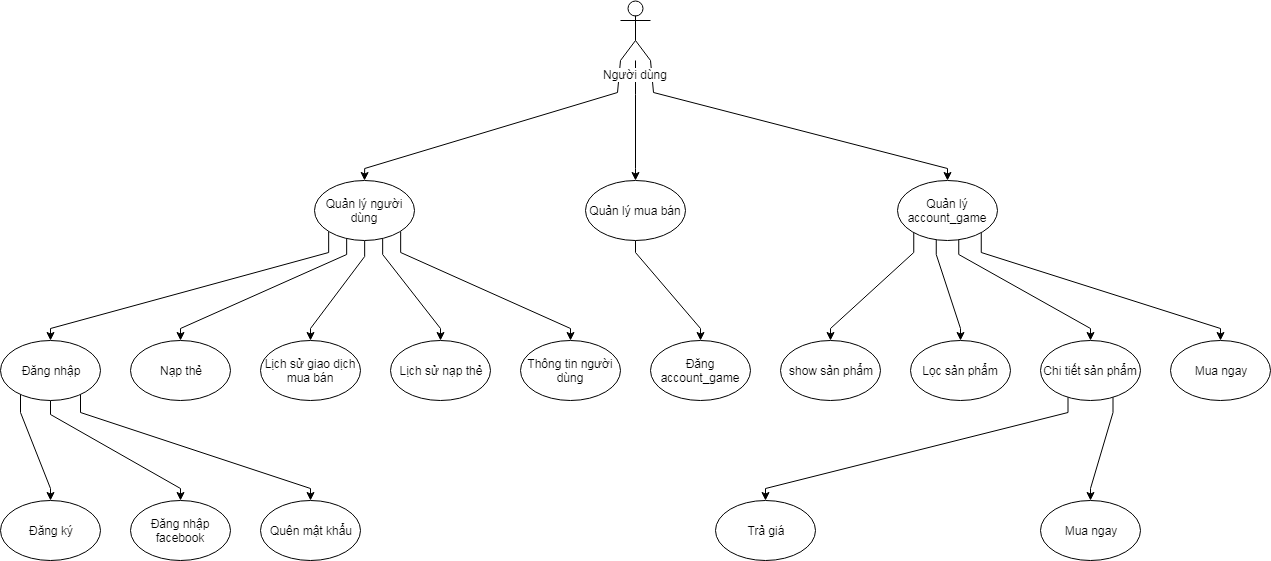 Người dùng
Quản lý người
dùng
Quản lý mua bán
Quản lý
account_game
Đăng nhập
Nạp thẻ
Lịch sử giao dịch
mua bán
Lịch sử nạp thẻ
Thông tin người
dùng
Đăng
account_game
show sản phẩm
Lọc sản phẩm
Chi tiết sản phẩm
Mua ngay
Đăng ký
Đăng nhập
facebook
Quên mật khẩu
Trả giá
Mua ngay